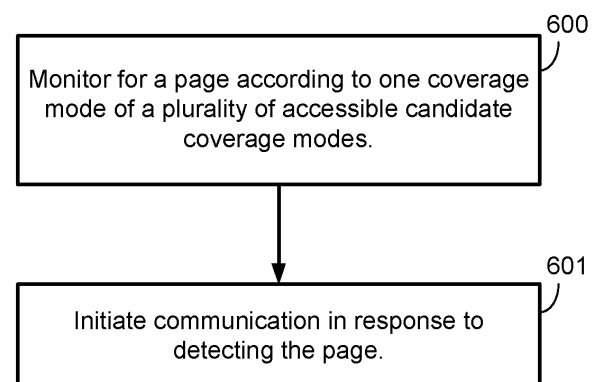 600
Monitor for a page according to one coverage
mode of a plurality of accessible candidate
coverage modes.
601
Initiate communication in response to
detecting the page.